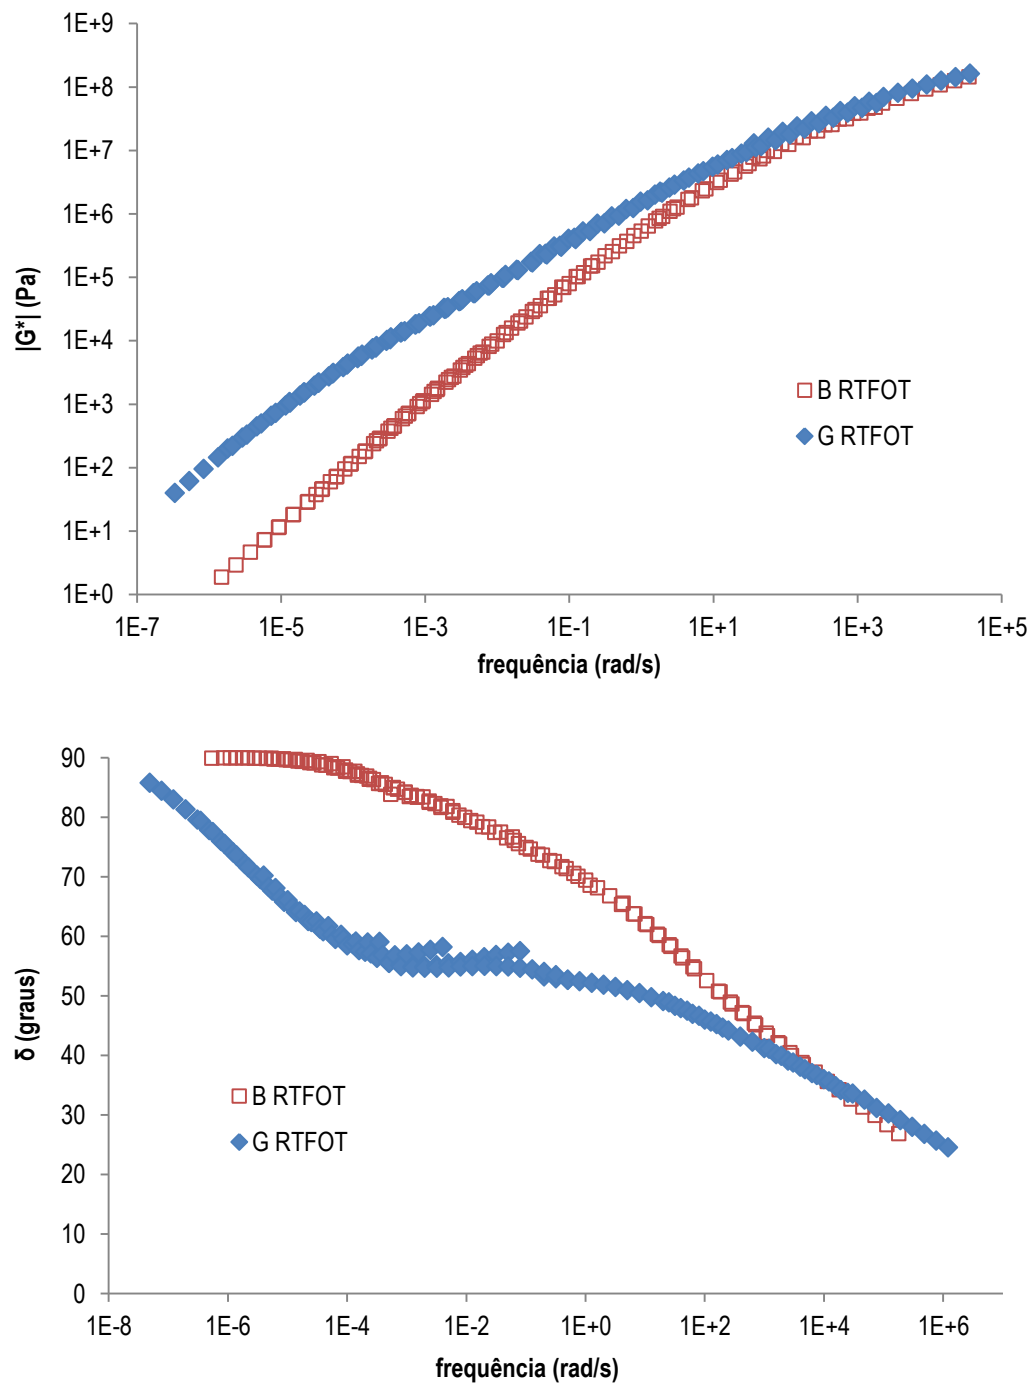 1E+9
1E+8
1E+7
1E+6
1E+5
1E+4
1E+3
1E+2
1E+1
1E+0
|G*| (Pa)
B RTFOT
G RTFOT
1E-7 1E-5 1E-3 1E-1 1E+1 1E+3 1E+5
frequência (rad/s)
90
80
70
60
50
40
30
20
10
0
δ (graus)
B RTFOT
G RTFOT
1E-8 1E-6 1E-4 1E-2 1E+0 1E+2 1E+4 1E+6
frequência (rad/s)